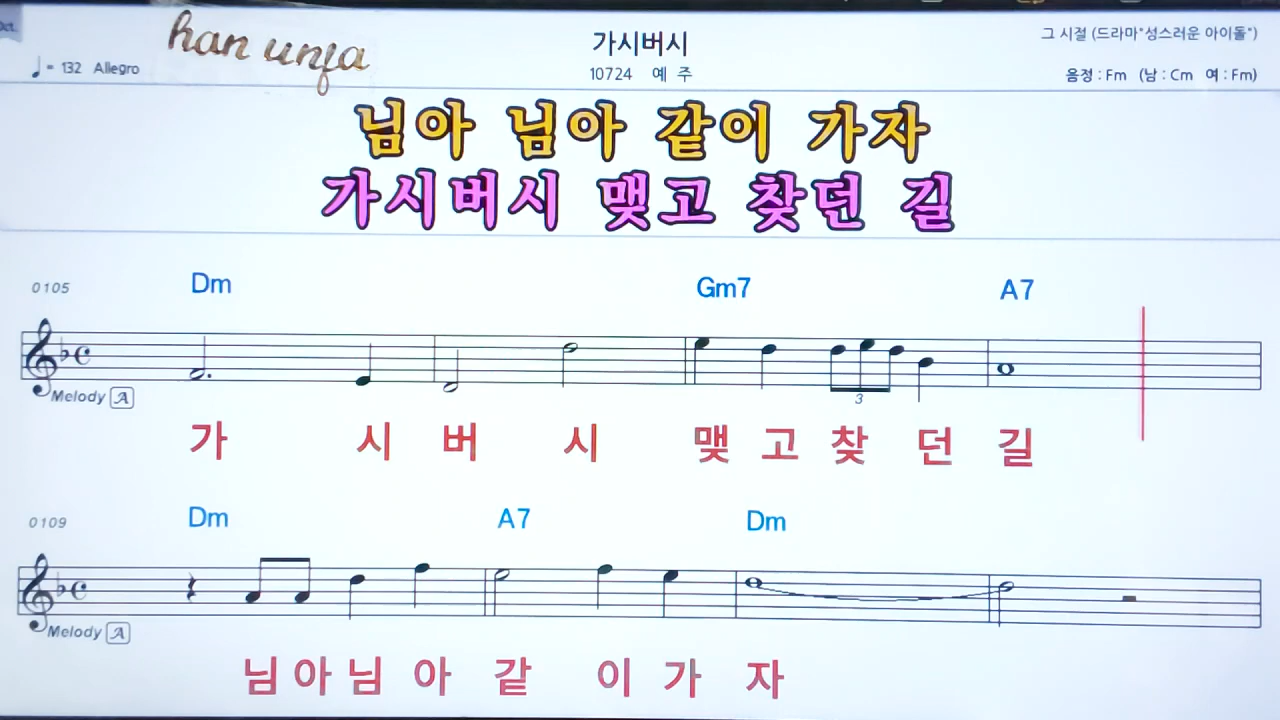 Oct.
han unja
가시버시
그 시절 (드라마"성스러운 아이돌")
♩= 132 Allegro
10724 예 주
음정 : Fm (남 : Cm 여 : Fm)
님아 님아 같이 가자
가시버시 맺고 찾던 길
0105 Dm Gm7 A7
3
Melody A
가 시 버 시 맺 고 찾 던 길
0109 Dm A7 Dm
Melody A
님 아 님 아 같 이 가 자